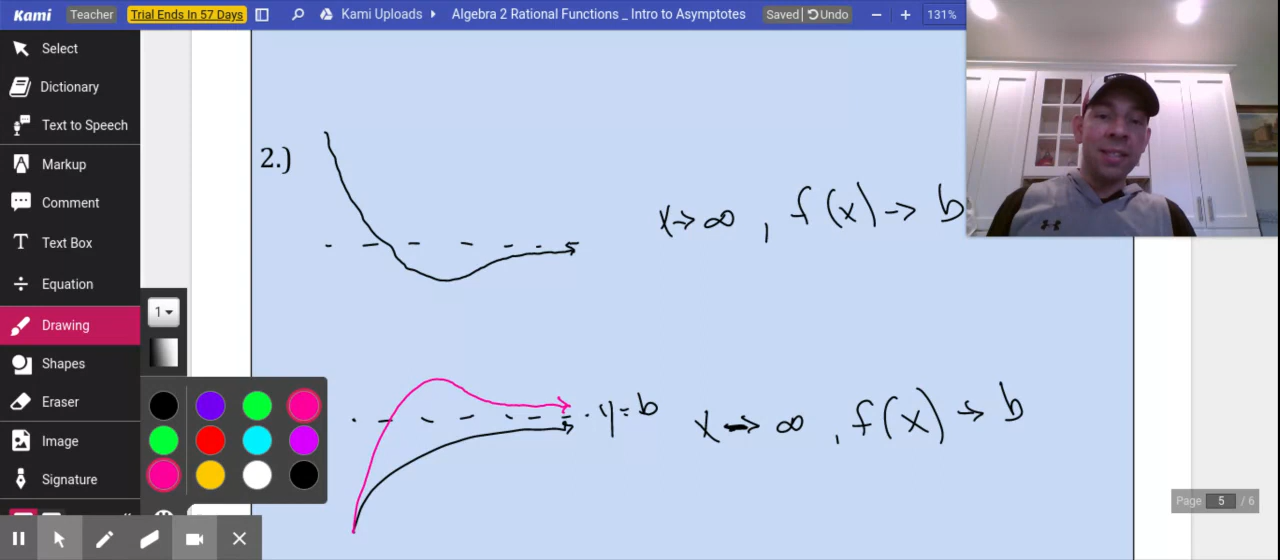 Kami Teacher Trial Ends In 57 Days Kami Uploads Algebra 2 Rational Functions _ Intro to Asymptotes Saved Undo 131%
Select
Dictionary
Text to Speech
Markup
Comment
Text Box
Equation
Drawing
Shapes
Eraser
Image
Signature
1
2.)
x → ∞ , f(x) → b
y = b
x → ∞ , f(x) → b
Page 5 / 6